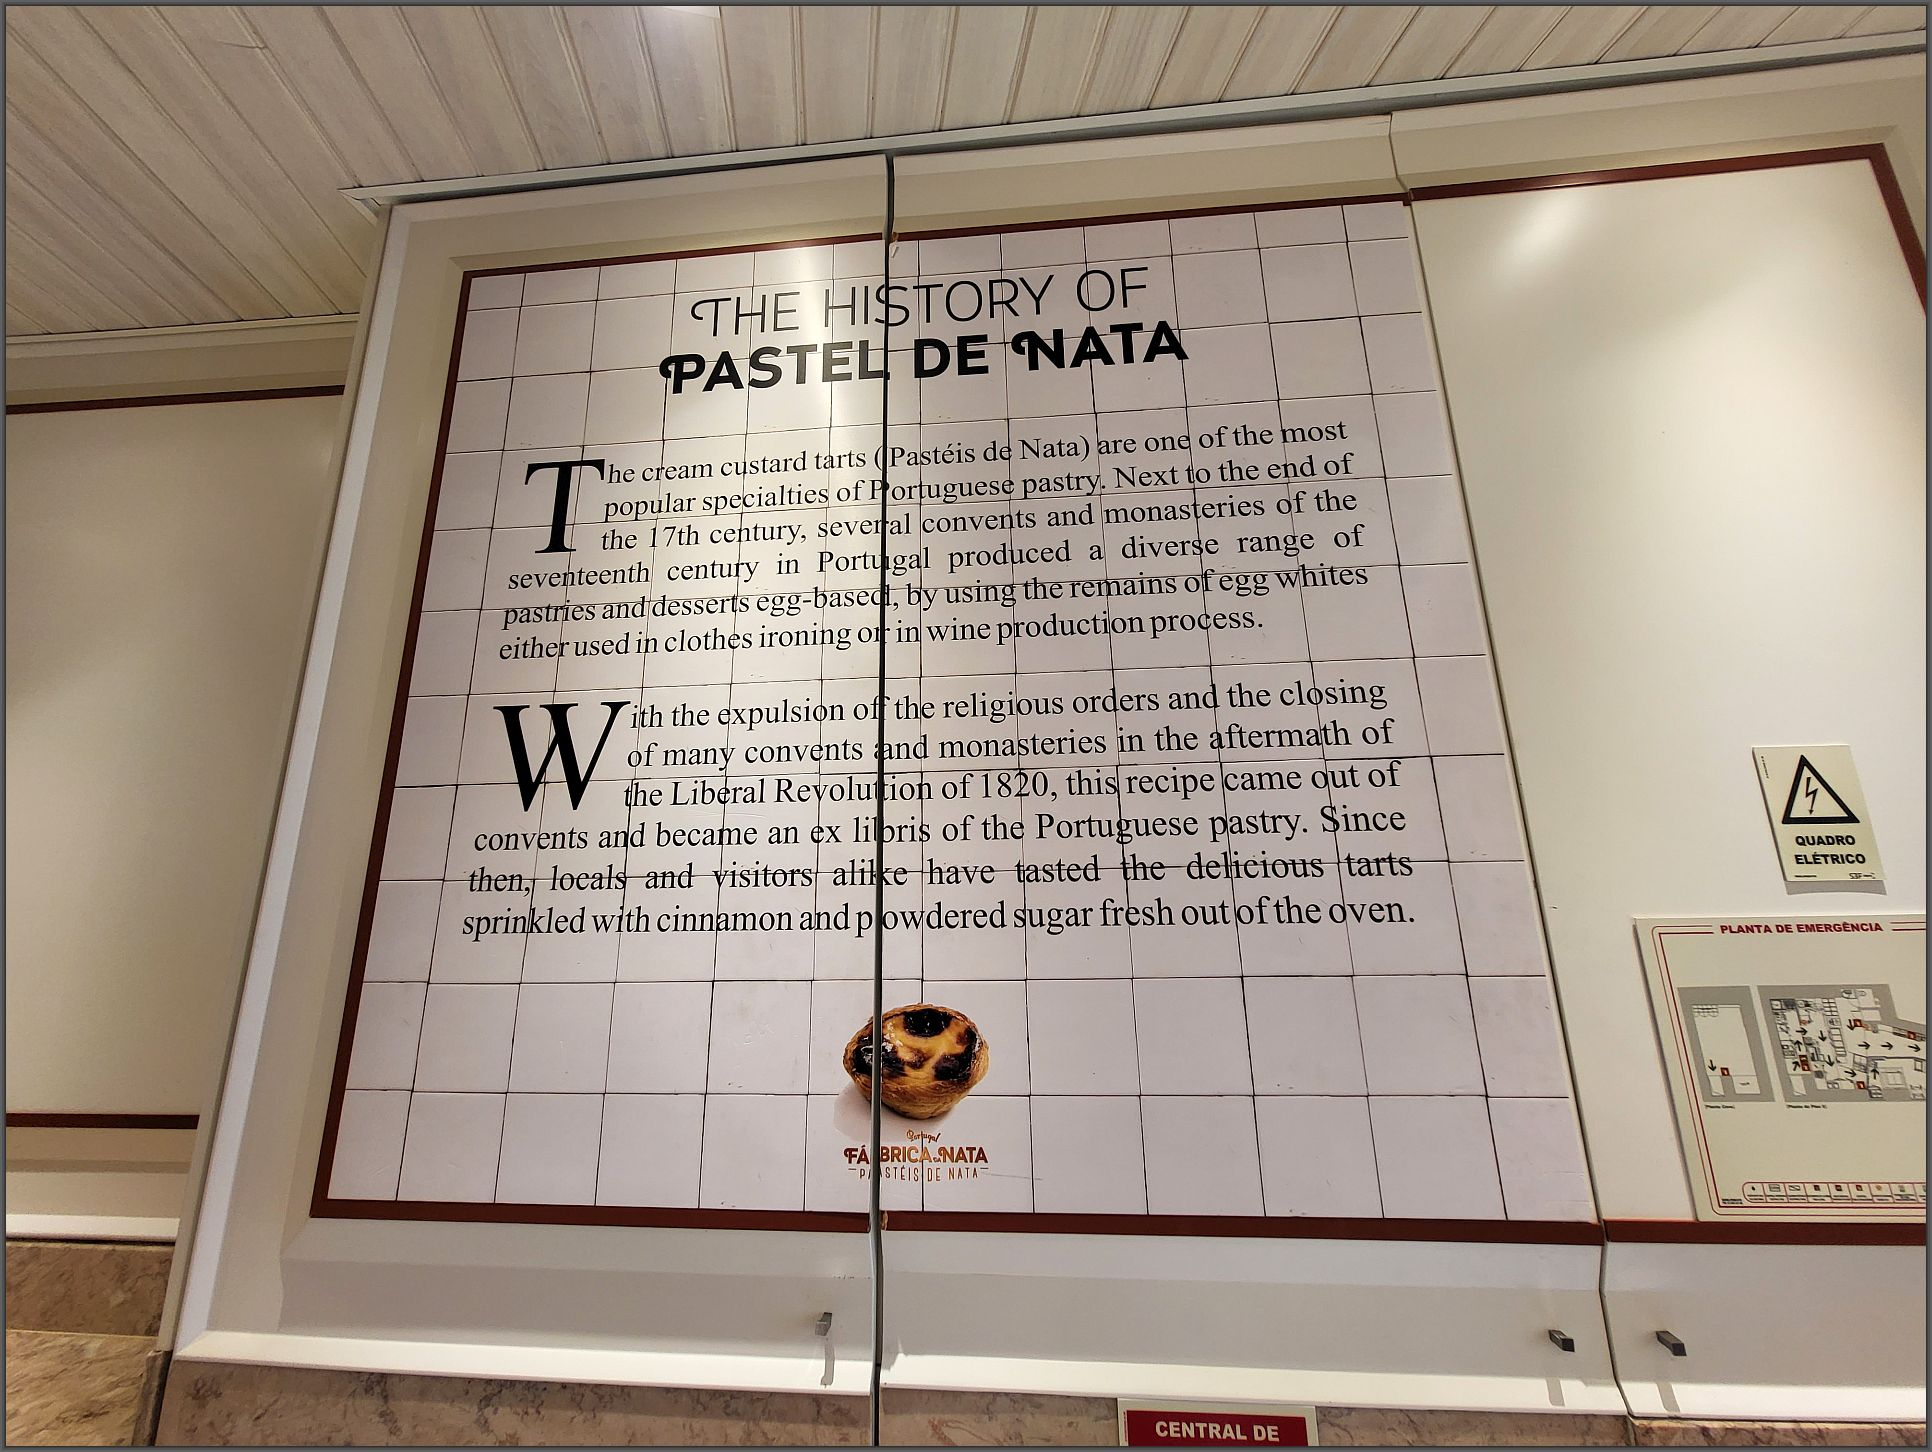 THE HISTORY OF
PASTEL DE NATA
The cream custard tarts (Pastéis de Nata) are one of the most
popular specialties of Portuguese pastry. Next to the end of
the 17th century, several convents and monasteries of the
seventeenth century in Portugal produced a diverse range of
pastries and desserts egg-based, by using the remains of egg whites
either used in clothes ironing or in wine production process.
With the expulsion of the religious orders and the closing
of many convents and monasteries in the aftermath of
the Liberal Revolution of 1820, this recipe came out of
convents and became an ex libris of the Portuguese pastry. Since
then, locals and visitors alike have tasted the delicious tarts
sprinkled with cinnamon and powdered sugar fresh out of the oven.
Portugal
FÁBRICA DA NATA
PASTÉIS DE NATA
QUADRO
ELÉTRICO
PLANTA DE EMERGÊNCIA
CENTRAL DE